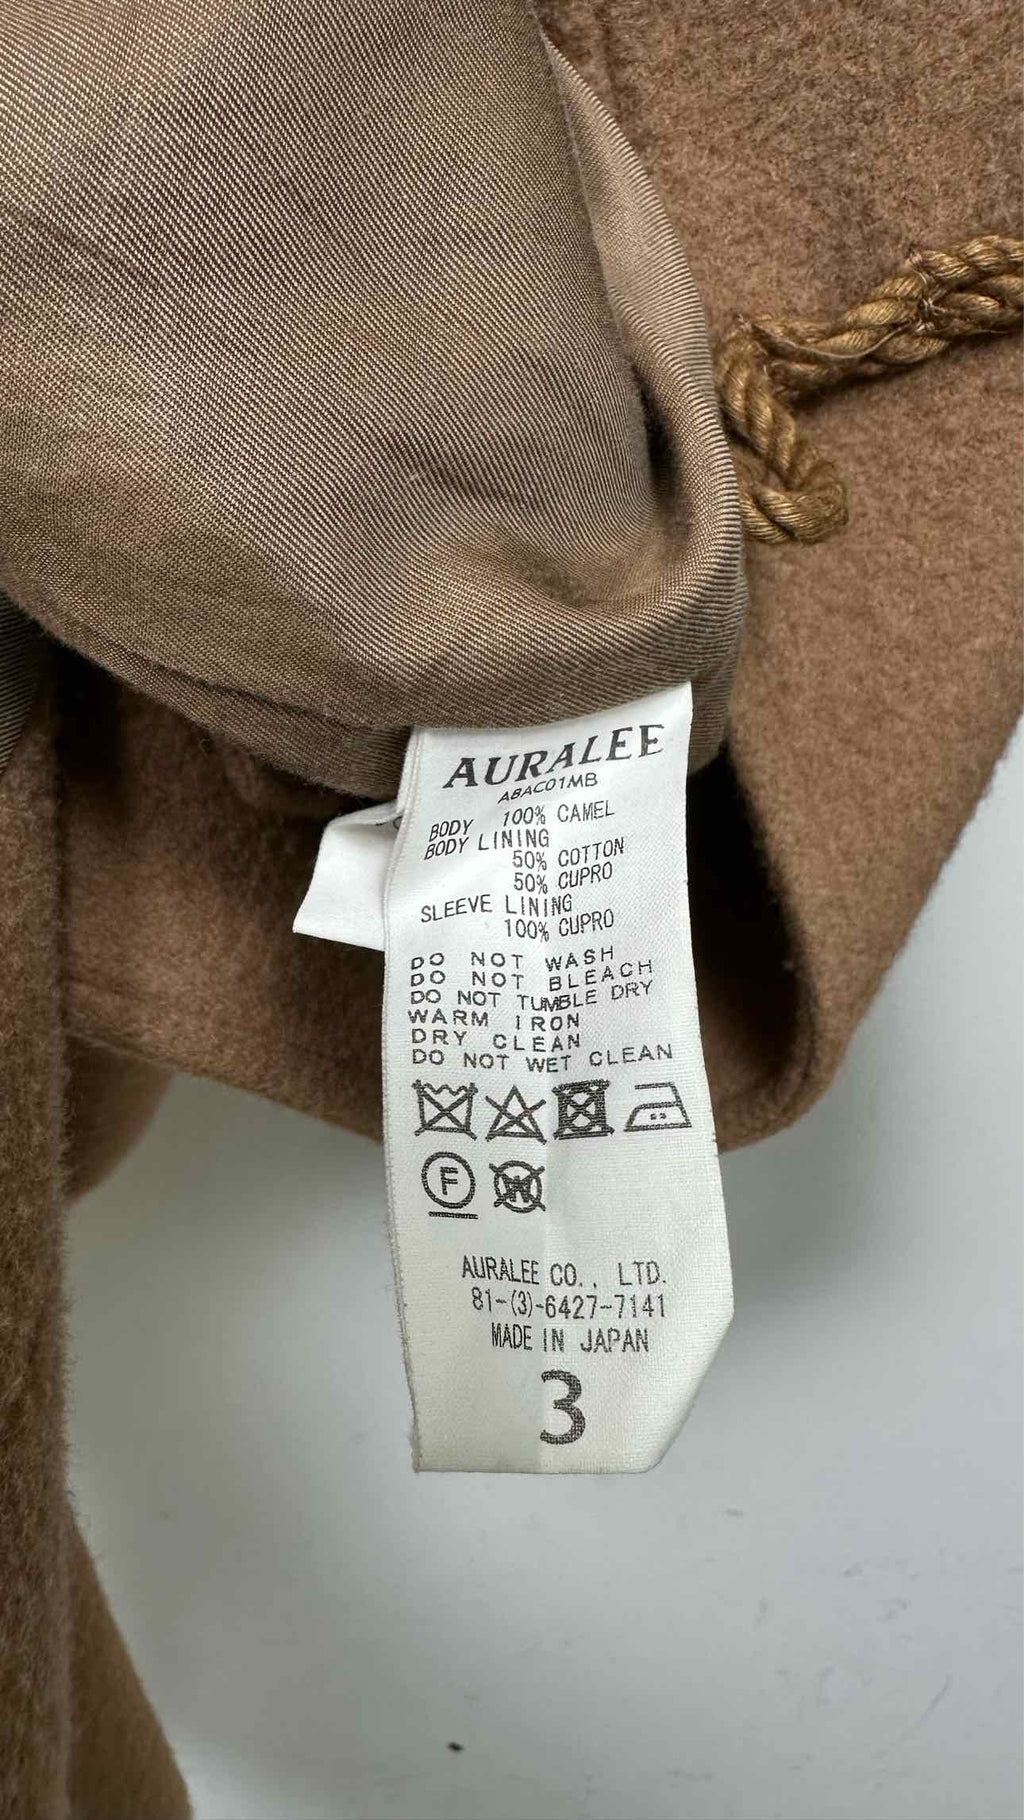 AURALEE
ABAC01MB
BODY 100% CAMEL
BODY LINING
50% COTTON
50% CUPRO
SLEEVE LINING
100% CUPRO
DO NOT WASH
DO NOT BLEACH
DO NOT TUMBLE DRY
WARM IRON
DRY CLEAN
DO NOT WET CLEAN
F W
AURALEE CO., LTD.
81-(3)-6427-7141
MADE IN JAPAN
3